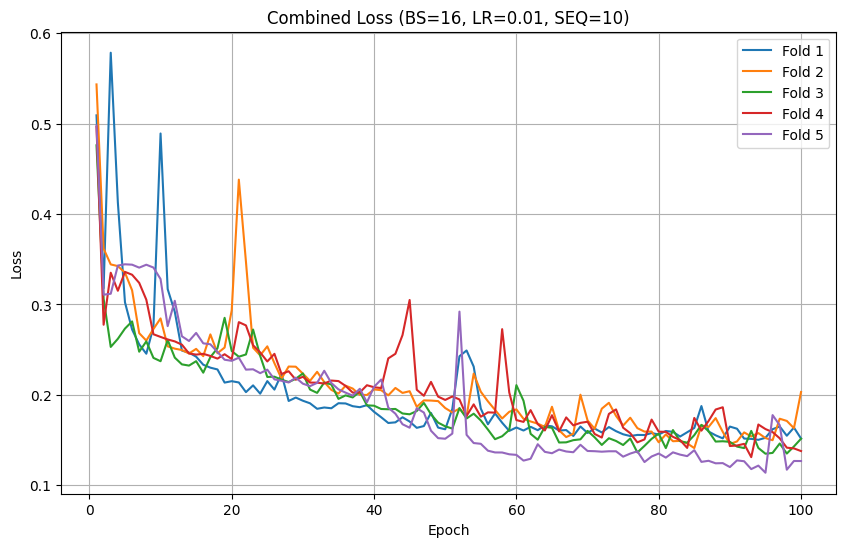 Combined Loss (BS=16, LR=0.01, SEQ=10)
0.6
0.5
0.4
0.3
0.2
0.1
Loss
0
20
40
60
80
100
Epoch
Fold 1
Fold 2
Fold 3
Fold 4
Fold 5